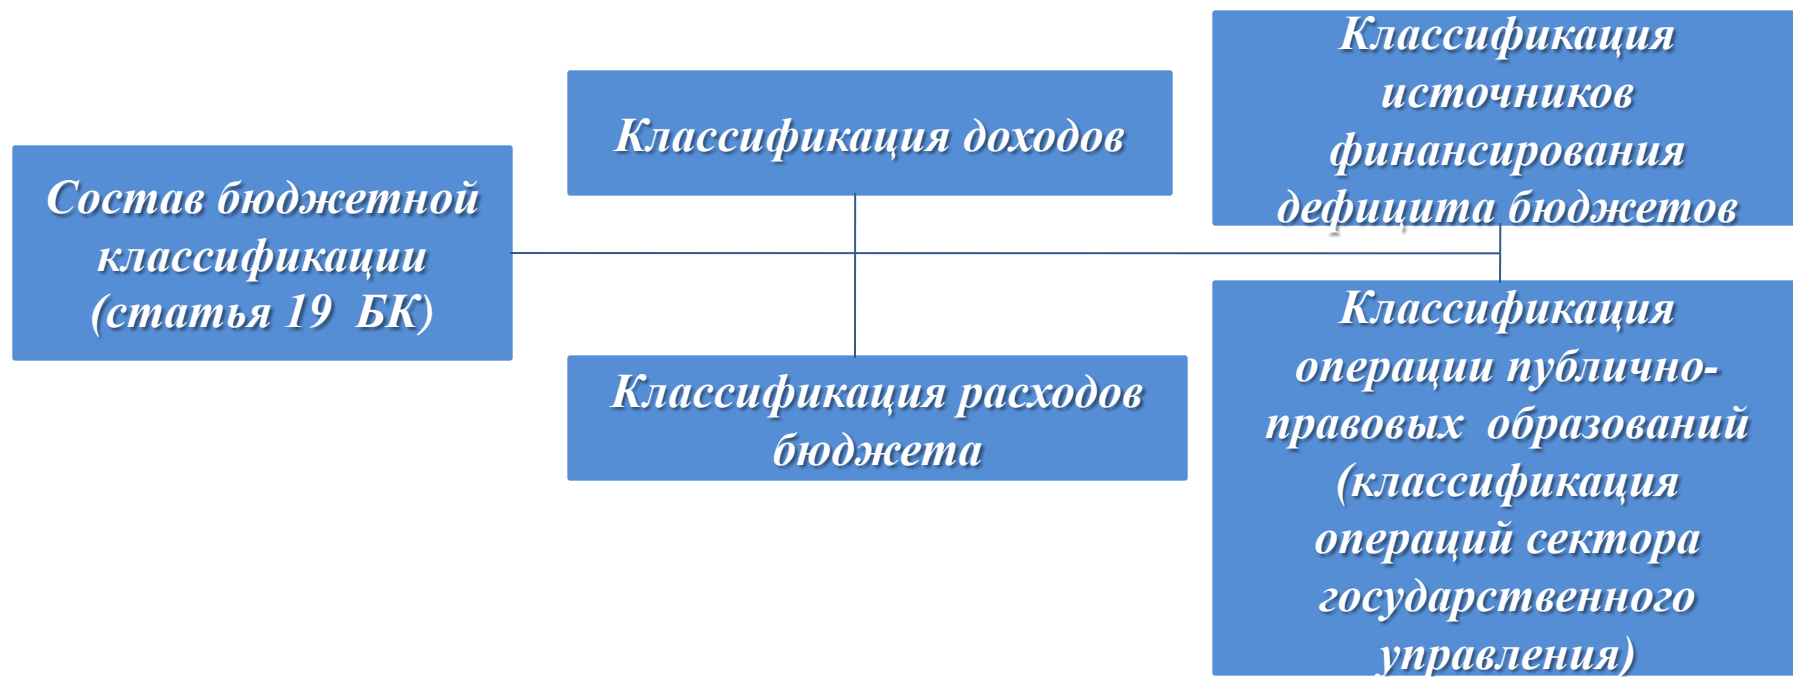 Состав бюджетной
классификации
(статья 19 БК)
Классификация доходов
Классификация расходов
бюджета
Классификация
источников
финансирования
дефицита бюджетов
Классификация
операции публично-
правовых образований
(классификация
операций сектора
государственного
управления)